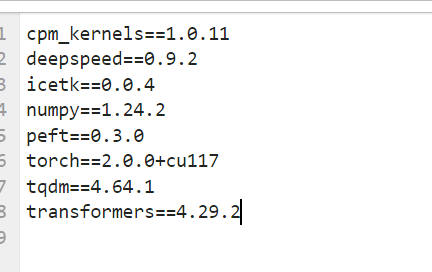 1 cpm_kernels==1.0.11
2 deepspeed==0.9.2
3 icetk==0.0.4
4 numpy==1.24.2
5 peft==0.3.0
6 torch==2.0.0+cu117
7 tqdm==4.64.1
8 transformers==4.29.2
9